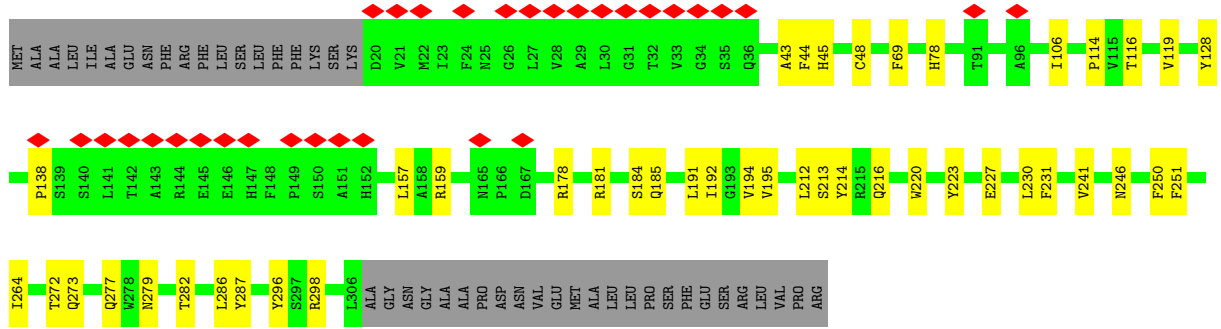 MET ALA ALA LEU ILE ALA GLU ASN PHE ARG PHE LEU SER LEU PHE PHE LYS SER LYS D20 V21 M22 I23 F24 N25 G26 L27 V28 A29 L30 G31 T32 V33 G34 S35 Q36 A43 F44 H45 C48 F69 H78 T91 A96 I106 P114 V115 T116 V119 Y128
P138 S139 S140 L141 T142 A143 R144 E145 E146 H147 F148 P149 S150 A151 H152 L157 A158 R159 N165 P166 D167 R178 R181 S184 Q185 L191 I192 G193 V194 V195 L212 S213 Y214 R215 Q216 W220 Y223 E227 L230 F231 V241 N246 F250 F251
I264 T272 Q273 Q277 W278 N279 T282 L286 Y287 Y296 S297 R298 L306 ALA GLY ASN GLY ALA ALA PRO ASP ASN VAL GLU MET ALA LEU LEU PRO SER PHE GLU SER ARG LEU VAL PRO ARG